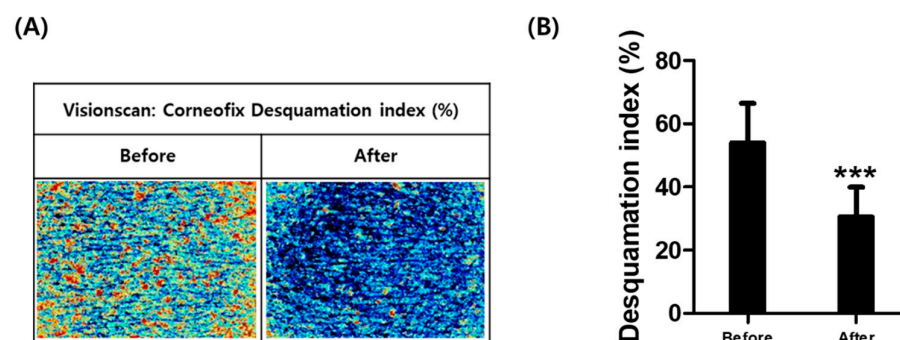 (A)
Visionscan: Corneofix Desquamation index (%)
Before After
(B)
Desquamation index (%)
80
60
40
20
0
***
Before After